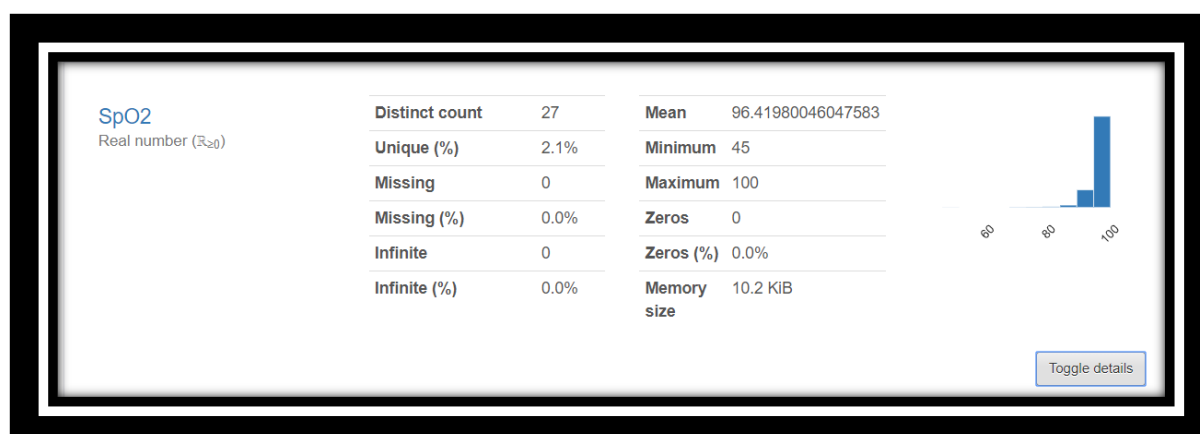 SpO2
Real number (ℝ≥0)
Distinct count 27
Unique (%) 2.1%
Missing 0
Missing (%) 0.0%
Infinite 0
Infinite (%) 0.0%
Mean 96.41980046047583
Minimum 45
Maximum 100
Zeros 0
Zeros (%) 0.0%
Memory 10.2 KiB
size
60 80 100
Toggle details